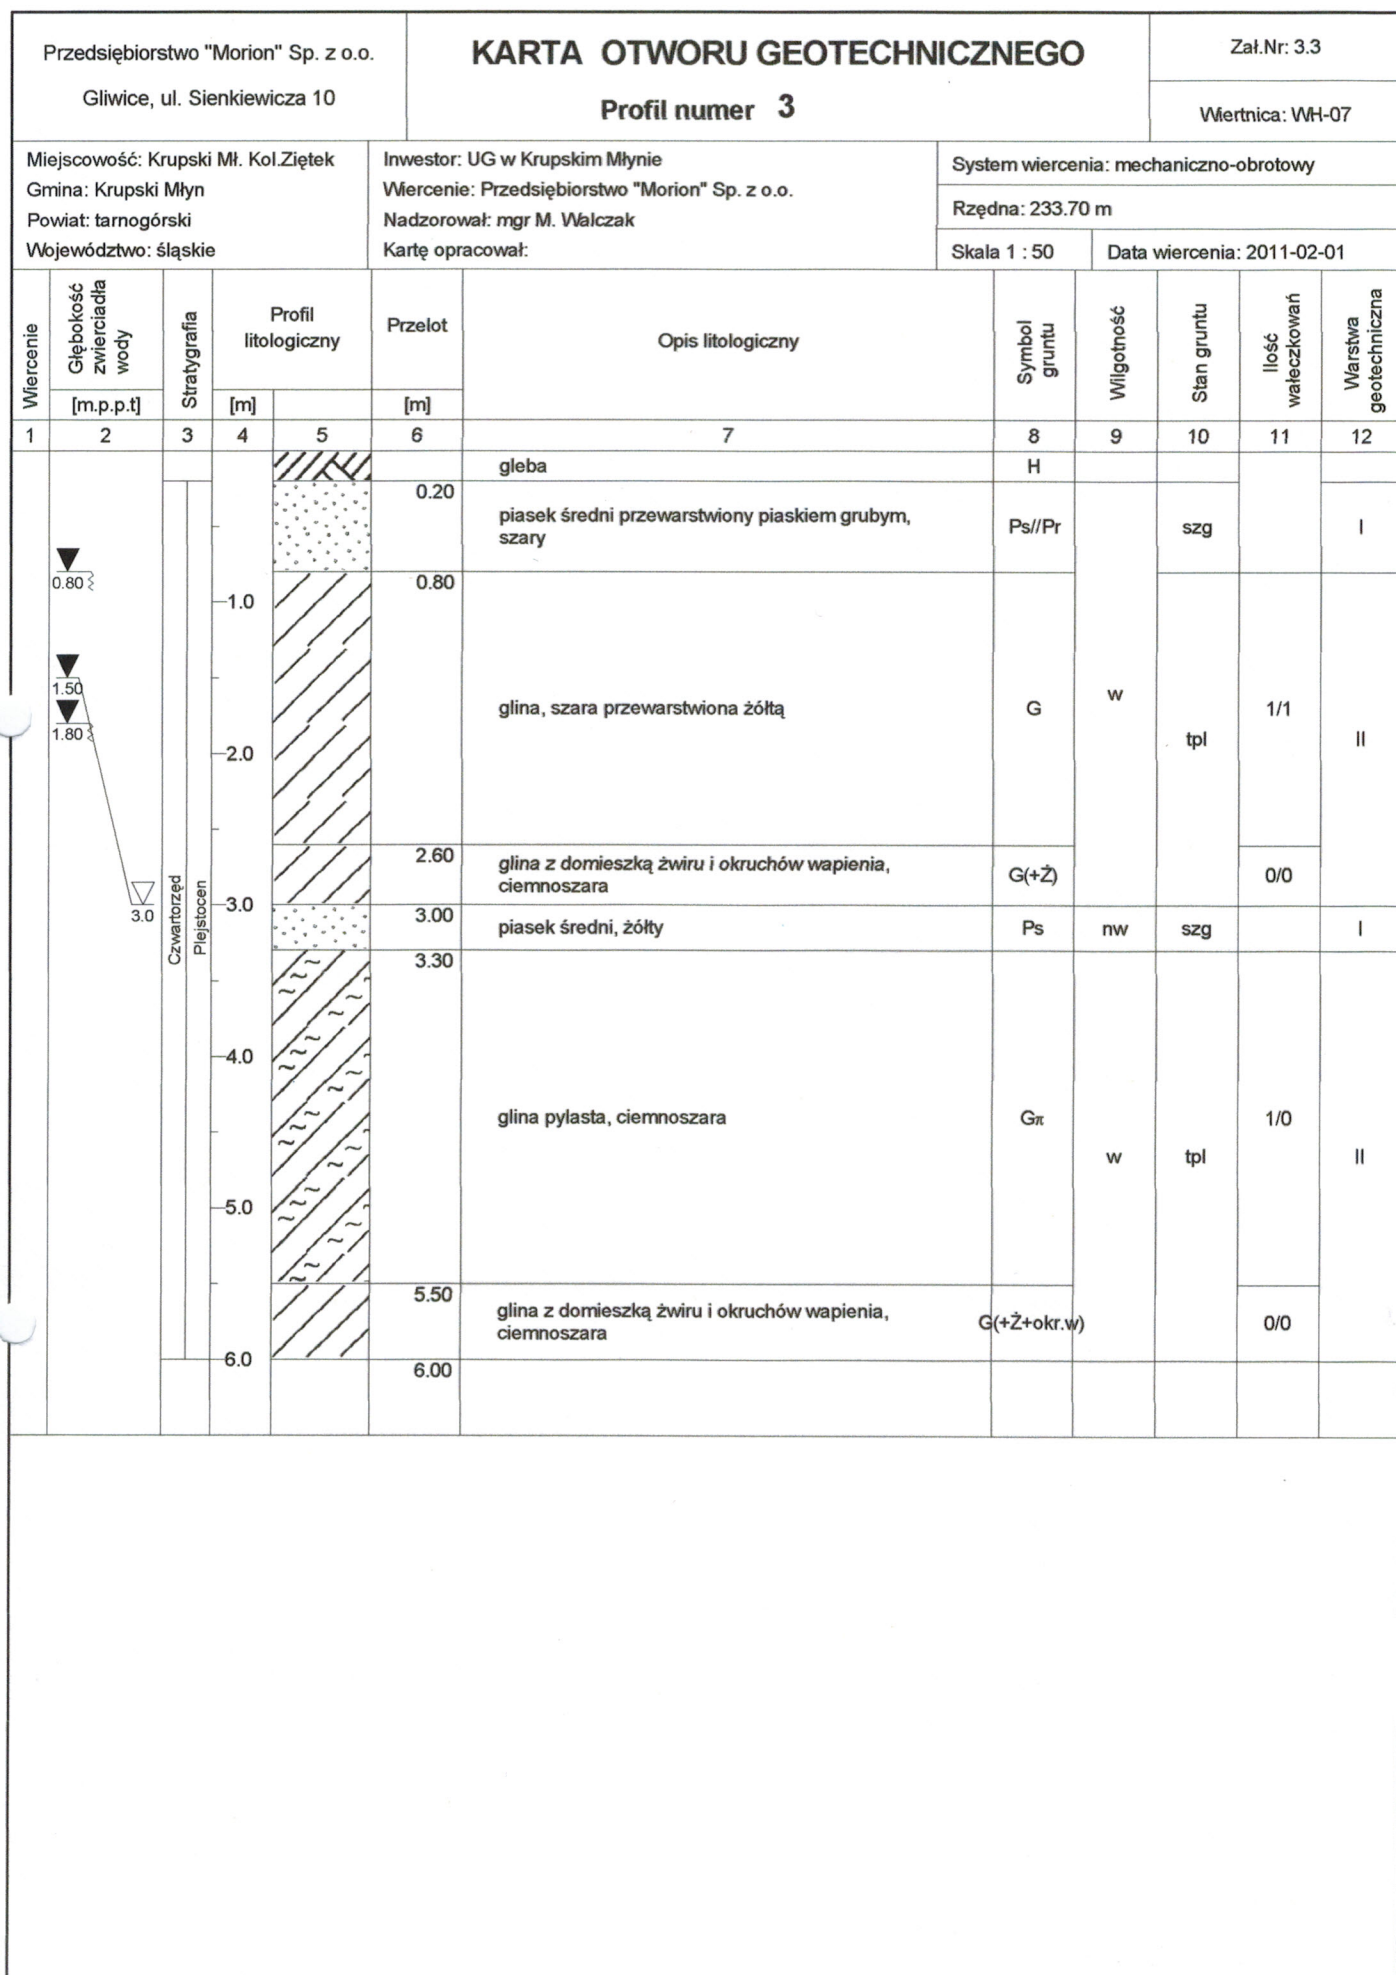 Przedsiębiorstwo "Morion" Sp. z o.o.
Gliwice, ul. Sienkiewicza 10
KARTA OTWORU GEOTECHNICZNEGO
Profil numer 3
Zał.Nr: 3.3
Wiertnica: WH-07
Miejscowość: Krupski Mł. Kol.Ziętek
Gmina: Krupski Młyn
Powiat: tarnogórski
Województwo: śląskie
Inwestor: UG w Krupskim Młynie
Wiercenie: Przedsiębiorstwo "Morion" Sp. z o.o.
Nadzorował: mgr M. Walczak
Kartę opracował:
System wiercenia: mechaniczno-obrotowy
Rzędna: 233.70 m
Skala 1 : 50
Data wiercenia: 2011-02-01
Wiercenie
Głębokość
zwierciadła
wody
[m.p.p.t]
Stratygrafia
Profil
litologiczny
[m]
Przelot
[m]
Opis litologiczny
Symbol
gruntu
Wilgotność
Stan gruntu
Ilość
wałeczkowań
Warstwa
geotechniczna
1 2 3 4 5 6 7 8 9 10 11 12
gleba H
0.20
piasek średni przewarstwiony piaskiem grubym,
szary
Ps//Pr szg I
0.80
0.80
1.0
1.50
1.80
glina, szara przewarstwiona żółtą G w 1/1
tpl II
2.0
2.60
glina z domieszką żwiru i okruchów wapienia,
ciemnoszara
G(+Ż) 0/0
3.0
3.0
3.00
piasek średni, żółty Ps nw szg I
Czwartorzęd
Plejstocen
3.30
4.0
glina pylasta, ciemnoszara Gπ 1/0
w tpl II
5.0
5.50
glina z domieszką żwiru i okruchów wapienia,
ciemnoszara
G(+Ż+okr.w) 0/0
6.0
6.00